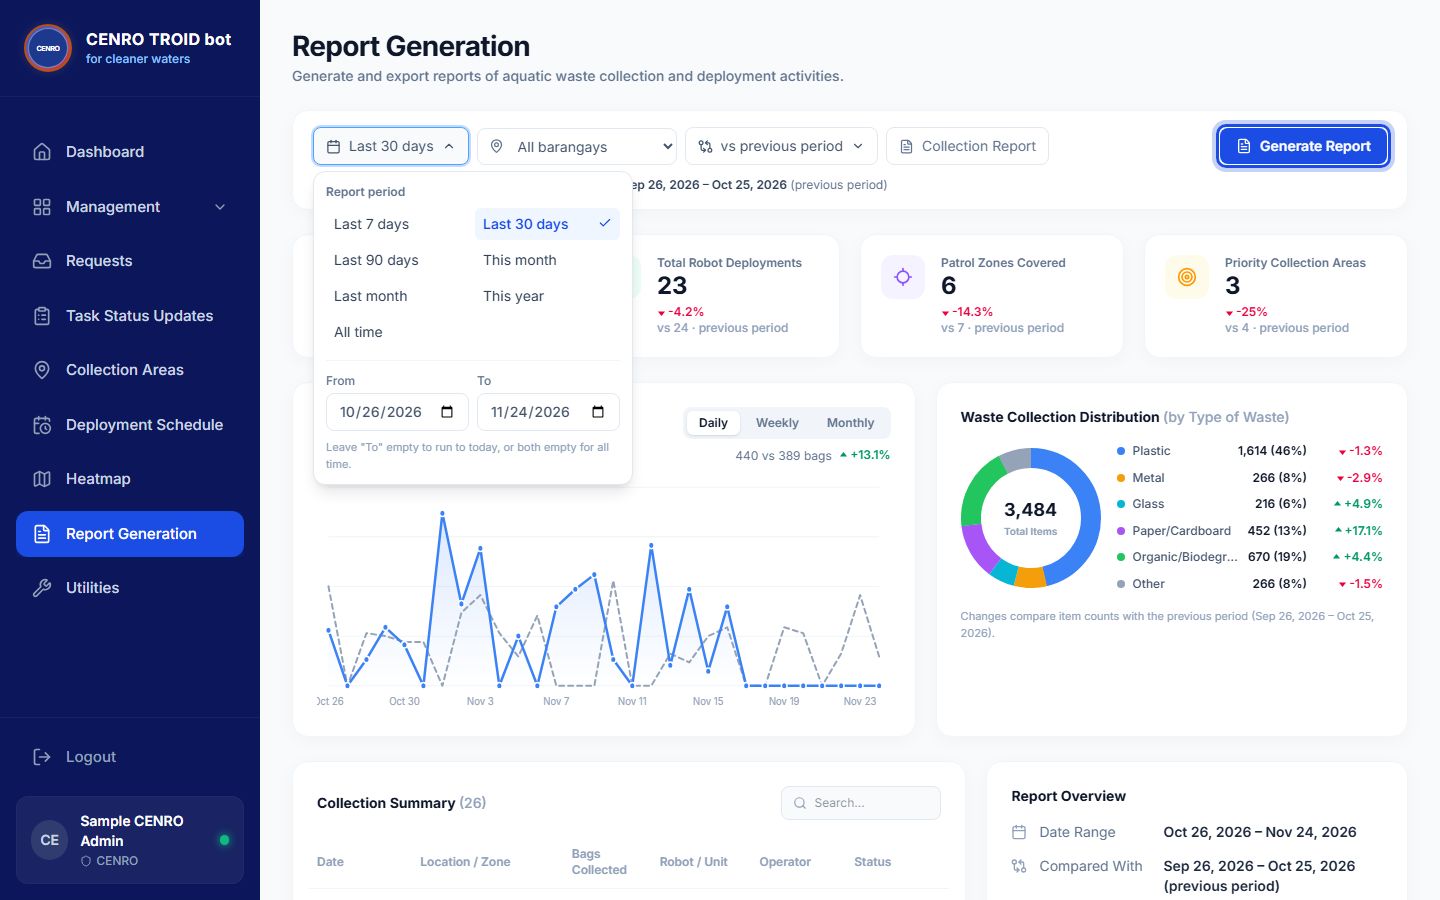 CENRO
CENRO TROID bot
for cleaner waters
Dashboard
Management
Requests
Task Status Updates
Collection Areas
Deployment Schedule
Heatmap
Report Generation
Utilities
Logout
CE
Sample CENRO
Admin
CENRO
Report Generation
Generate and export reports of aquatic waste collection and deployment activities.
Last 30 days
All barangays
vs previous period
Collection Report
Generate Report
ep 26, 2026 – Oct 25, 2026 (previous period)
Report period
Last 7 days
Last 30 days
Last 90 days
This month
Last month
This year
All time
From
To
10/26/2026
11/24/2026
Leave "To" empty to run to today, or both empty for all
time.
Total Robot Deployments
23
-4.2%
vs 24 · previous period
Patrol Zones Covered
6
-14.3%
vs 7 · previous period
Priority Collection Areas
3
-25%
vs 4 · previous period
Daily
Weekly
Monthly
440 vs 389 bags +13.1%
Oct 26
Oct 30
Nov 3
Nov 7
Nov 11
Nov 15
Nov 19
Nov 23
Waste Collection Distribution (by Type of Waste)
3,484
Total Items
Plastic 1,614 (46%) -1.3%
Metal 266 (8%) -2.9%
Glass 216 (6%) +4.9%
Paper/Cardboard 452 (13%) +17.1%
Organic/Biodegr... 670 (19%) +4.4%
Other 266 (8%) -1.5%
Changes compare item counts with the previous period (Sep 26, 2026 – Oct 25,
2026).
Collection Summary (26)
Search...
Date
Location / Zone
Bags
Collected
Robot / Unit
Operator
Status
Report Overview
Date Range Oct 26, 2026 – Nov 24, 2026
Compared With Sep 26, 2026 – Oct 25, 2026
(previous period)